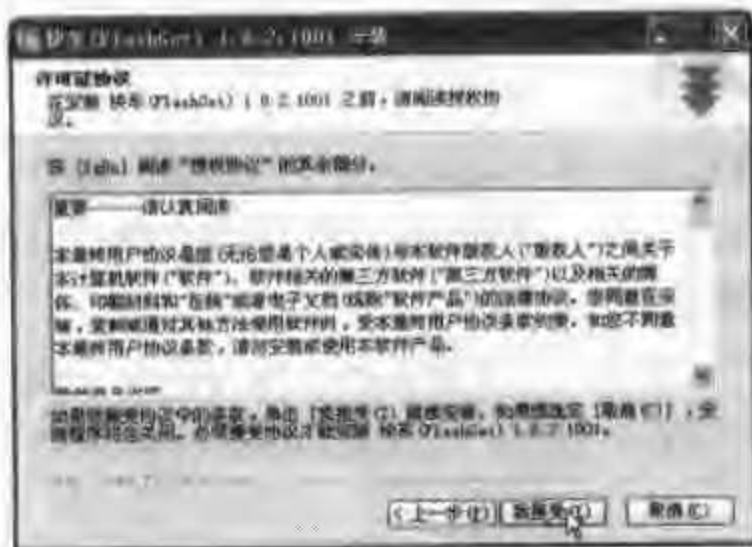 快车(FlashGet) 1.8.2.1001 安装
许可证协议
在安装 快车(FlashGet) 1.8.2.1001 之前，请阅读授权协
议。
按 [PgDn] 阅读“授权协议”的其余部分。
重要———请认真阅读
本最终用户协议是您(无论您是个人或实体)与本软件版权人("版权人")之间关于
本计算机软件("软件")、软件相关的第三方软件("第三方软件")以及相关的媒
体、印刷材料和"在线"或者电子文档(统称"软件产品")的法律协议。您同意在安
装，复制或通过其他方法使用软件时，受本最终用户协议条款约束。如您不同意
本最终用户协议条款，请勿安装或使用本软件产品。
如果您接受协议中的条款，单击 [我接受(I)] 继续安装。如果您选定 [取消(C)] ，安
装程序将会关闭。必须接受协议才能安装 快车(FlashGet) 1.8.2.1001。
< 上一步(P)
我接受(I)
取消(C)